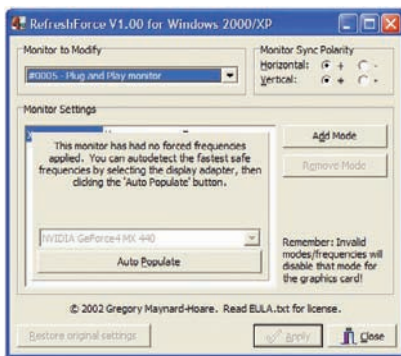 RefreshForce V1.00 for Windows 2000/XP
Monitor to Modify
#0005 - Plug and Play monitor
Monitor Sync Polarity
Horizontal: + -
Vertical: + -
Monitor Settings
This monitor has had no forced frequencies
applied. You can autodetect the fastest safe
frequencies by selecting the display adapter, then
clicking the 'Auto Populate' button.
NVIDIA GeForce4 MX 440
Auto Populate
Add Mode
Remove Mode
Remember: Invalid
modes/frequencies will
disable that mode for
the graphics card!
© 2002 Gregory Maynard-Hoare. Read EULA.txt for license.
Restore original settings
Apply
Close